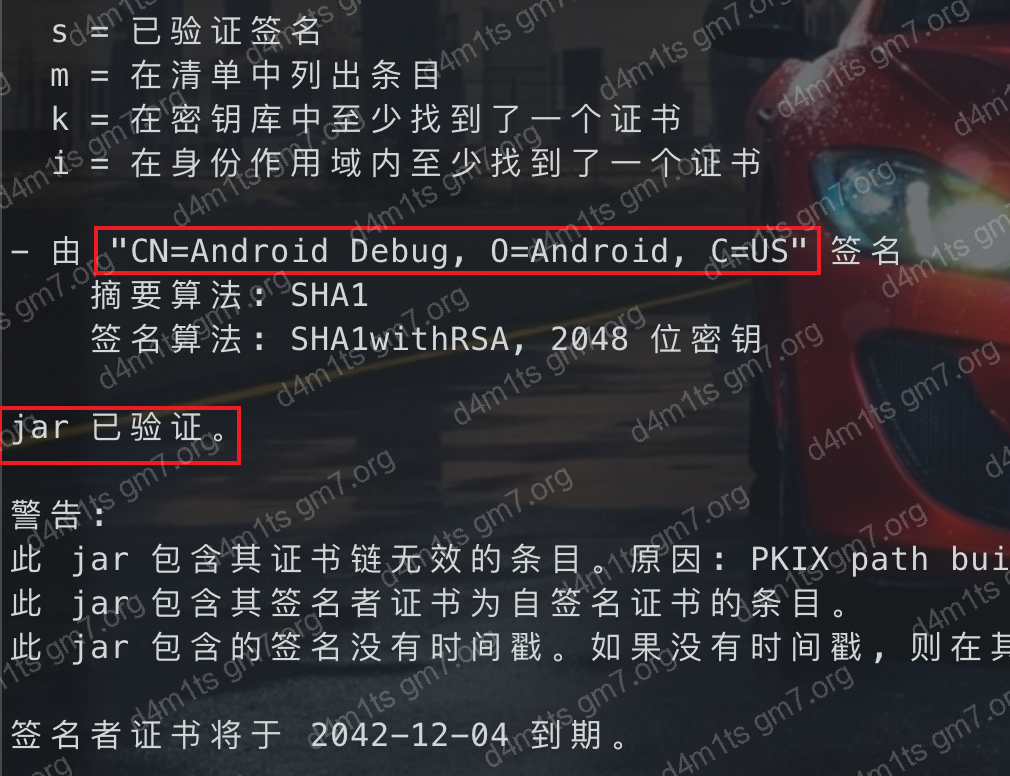 s = 已验证签名
m = 在清单中列出条目
k = 在密钥库中至少找到了一个证书
i = 在身份作用域内至少找到了一个证书
- 由 "CN=Android Debug, O=Android, C=US" 签名
摘要算法: SHA1
签名算法: SHA1withRSA, 2048 位密钥
jar 已验证。
警告:
此 jar 包含其证书链无效的条目。原因: PKIX path bui
此 jar 包含其签名者证书为自签名证书的条目。
此 jar 包含的签名没有时间戳。如果没有时间戳, 则在其
签名者证书将于 2042-12-04 到期。
d4m1ts gm7.org